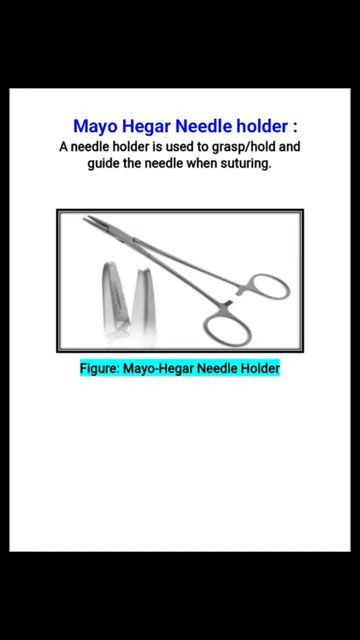 Mayo Hegar Needle holder :
A needle holder is used to grasp/hold and
guide the needle when suturing.
Figure: Mayo-Hegar Needle Holder